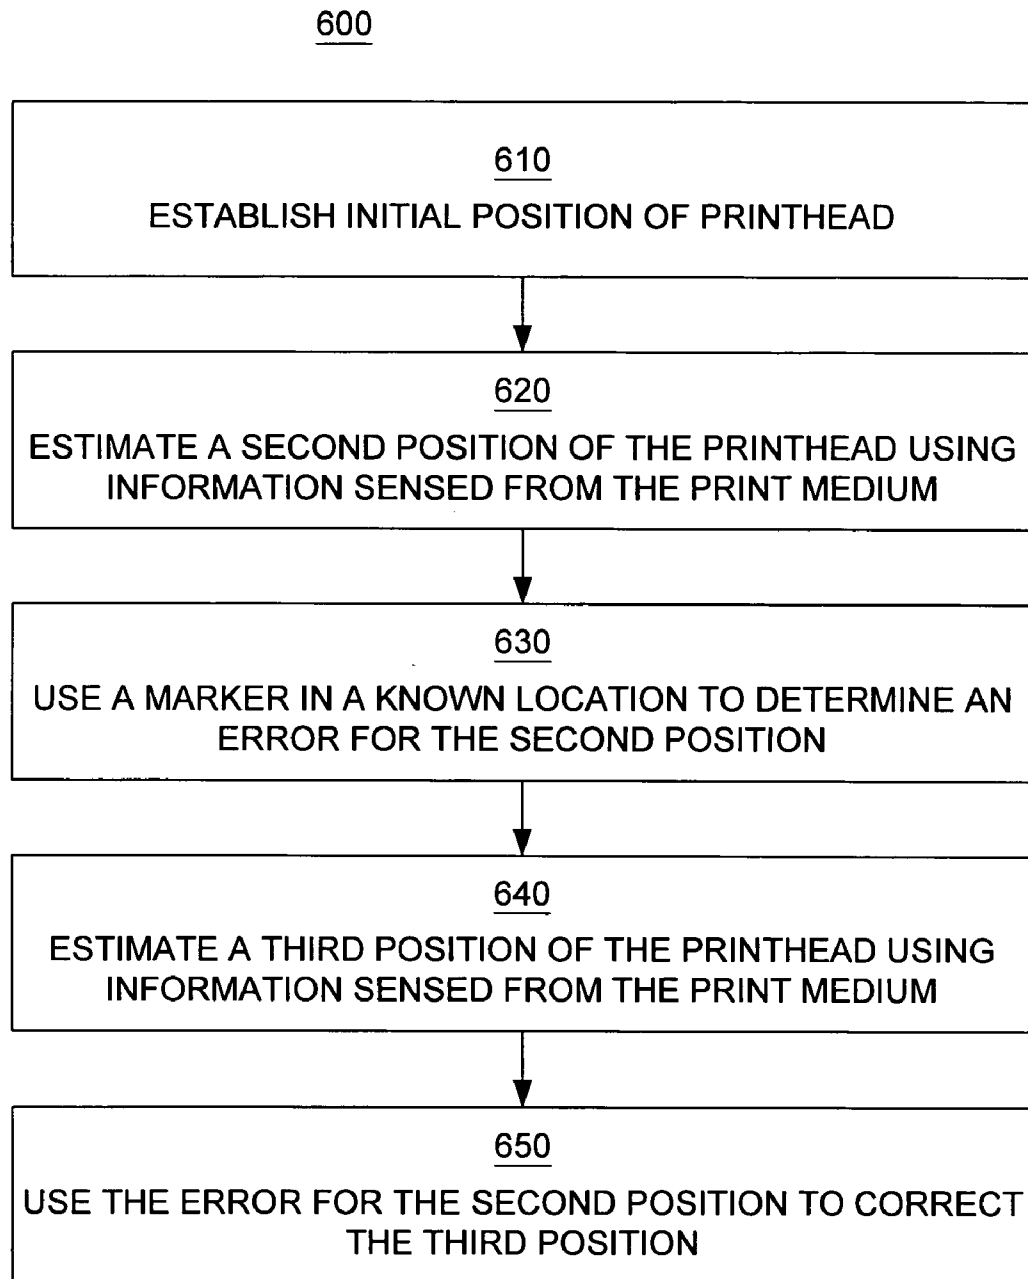 600
610
ESTABLISH INITIAL POSITION OF PRINTHEAD
620
ESTIMATE A SECOND POSITION OF THE PRINTHEAD USING
INFORMATION SENSED FROM THE PRINT MEDIUM
630
USE A MARKER IN A KNOWN LOCATION TO DETERMINE AN
ERROR FOR THE SECOND POSITION
640
ESTIMATE A THIRD POSITION OF THE PRINTHEAD USING
INFORMATION SENSED FROM THE PRINT MEDIUM
650
USE THE ERROR FOR THE SECOND POSITION TO CORRECT
THE THIRD POSITION